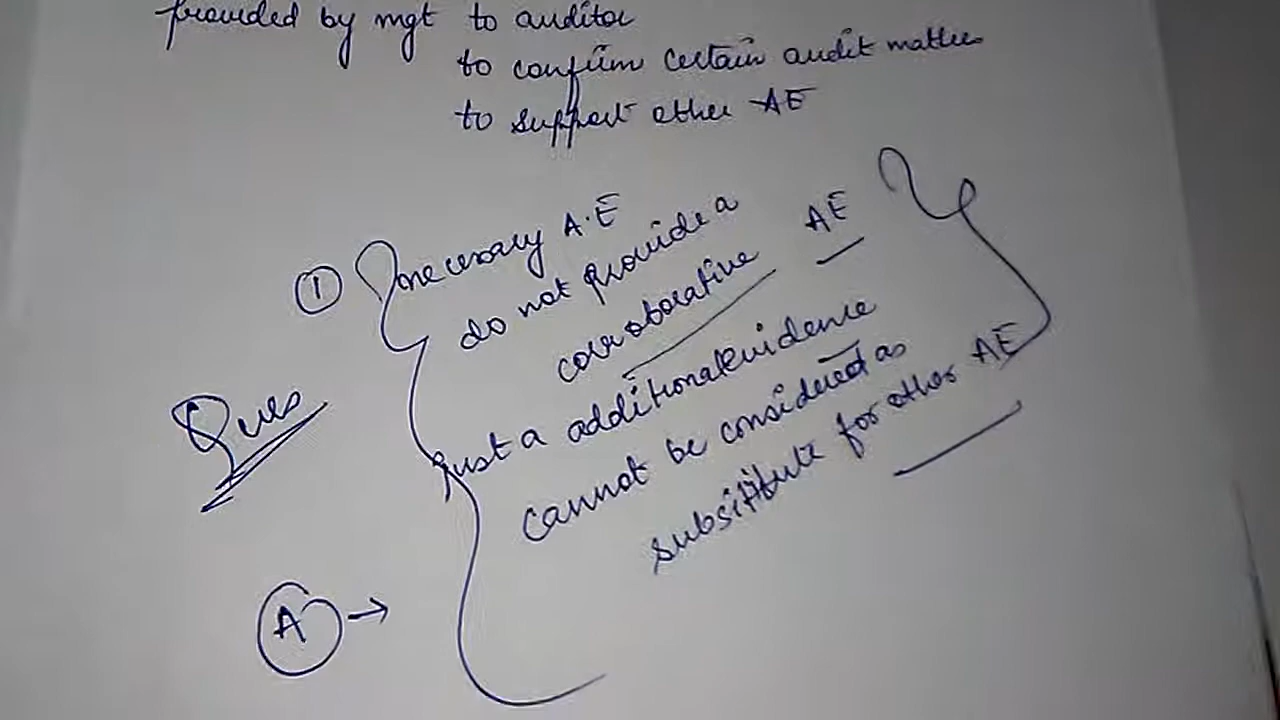 provided by mgt to auditor
to confirm certain audit matter
to support other AE
① necessary A.E
do not provide a
corroborative AE
just a additional evidence
cannot be considered as
substitute for other AE
Ques
A →